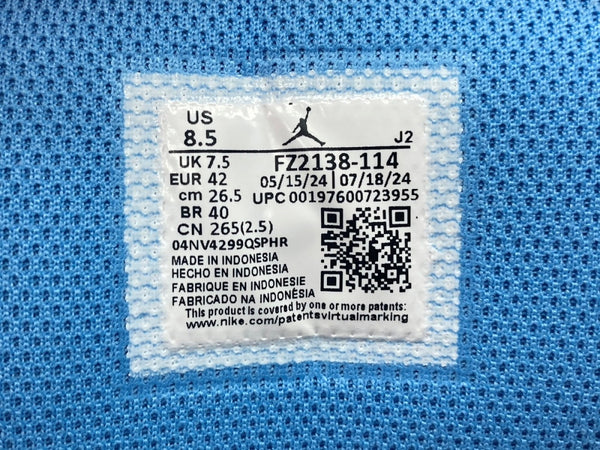 US
8.5
J2
UK 7.5
FZ2138-114
EUR 42
05/15/24 | 07/18/24
cm 26.5
UPC 00197600723955
BR 40
CN 265(2.5)
04NV4299QSPHR
MADE IN INDONESIA
HECHO EN INDONESIA
FABRIQUE EN INDONÉSIE
FABRICADO NA INDONÉSIA
This product is covered by one or more patents:
www.nike.com/patentsvirtualmarking